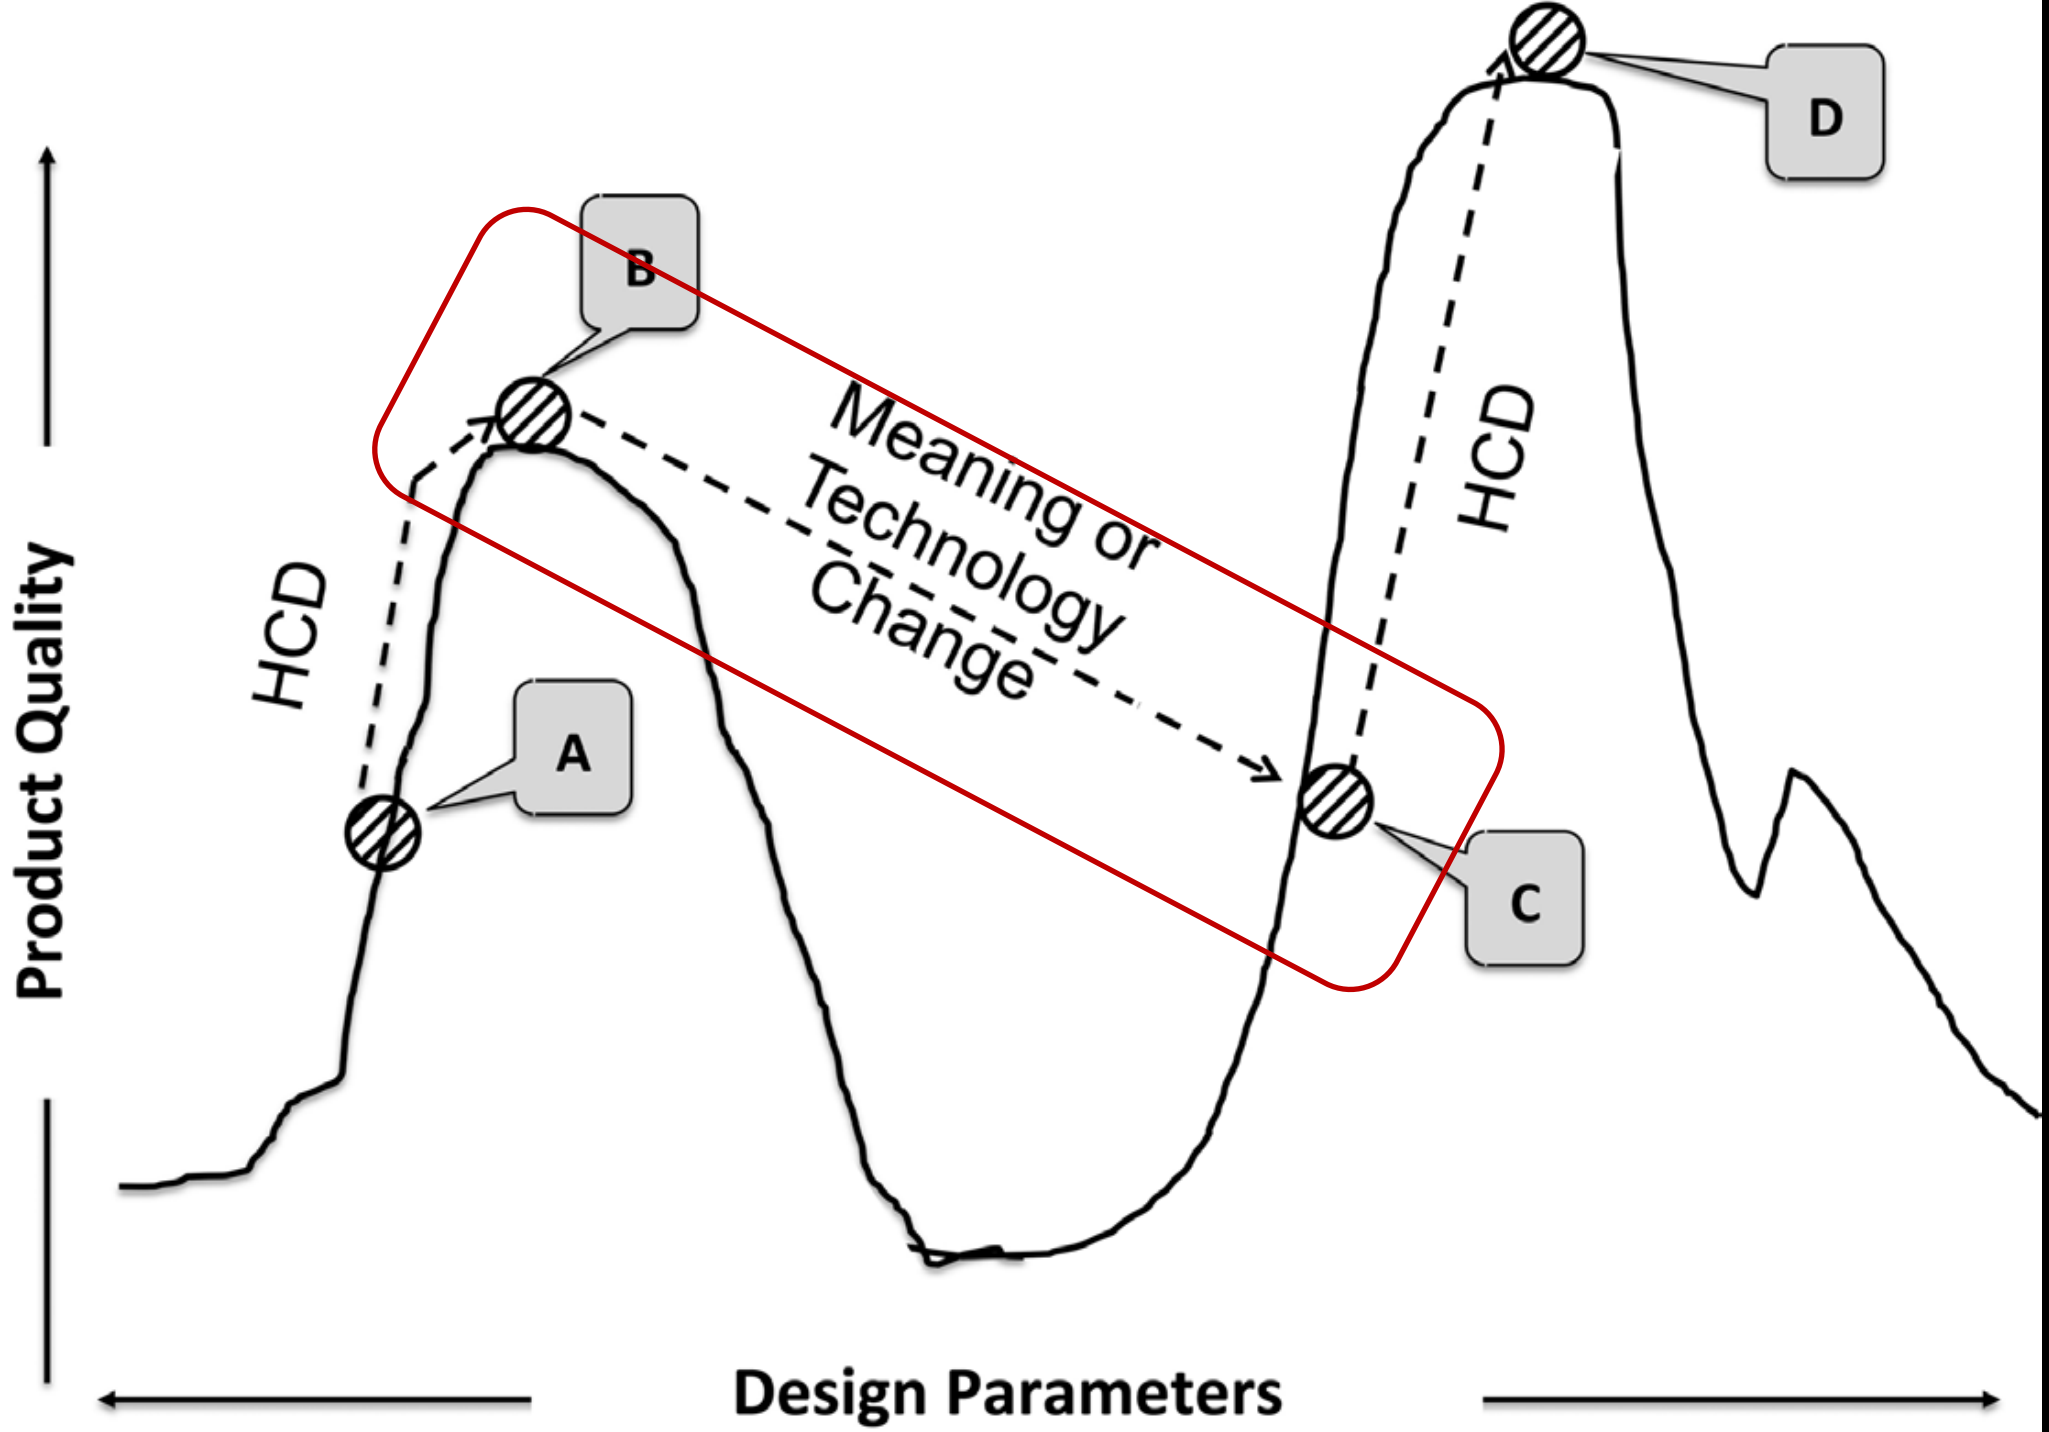 D
B
Meaning or
Technology
Change
HCD
HCD
A
C
Product Quality
Design Parameters